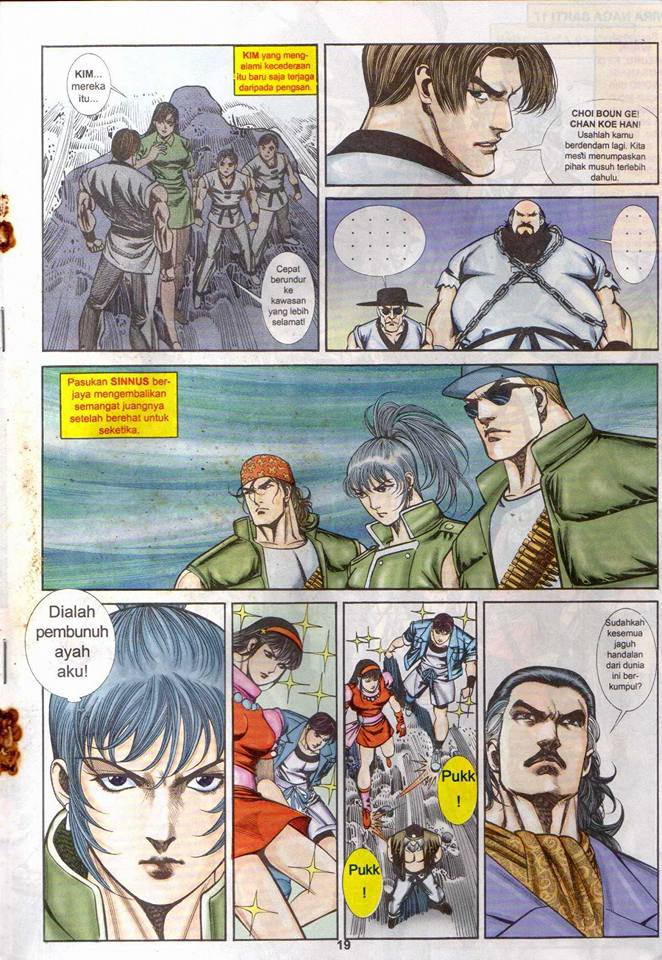 KIM...
mereka
itu...
KIM yang meng-
alami kecederaan
itu baru saja terjaga
daripada pengsan.
Cepat
berundur
ke
kawasan
yang lebih
selamat!
CHOI BOUN GE!
CHAN KOE HAN!
Usahlah kamu
berdendam lagi. Kita
mesti menumpaskan
pihak musuh terlebih
dahulu.
Pasukan SINNUS ber-
jaya mengembalikan
semangat juangnya
setelah berehat untuk
seketika.
Dialah
pembunuh
ayah
aku!
Pukk
!
Pukk
!
Sudahkah
kesemua
jaguh
handalan
dari dunia
ini ber-
kumpul?
19